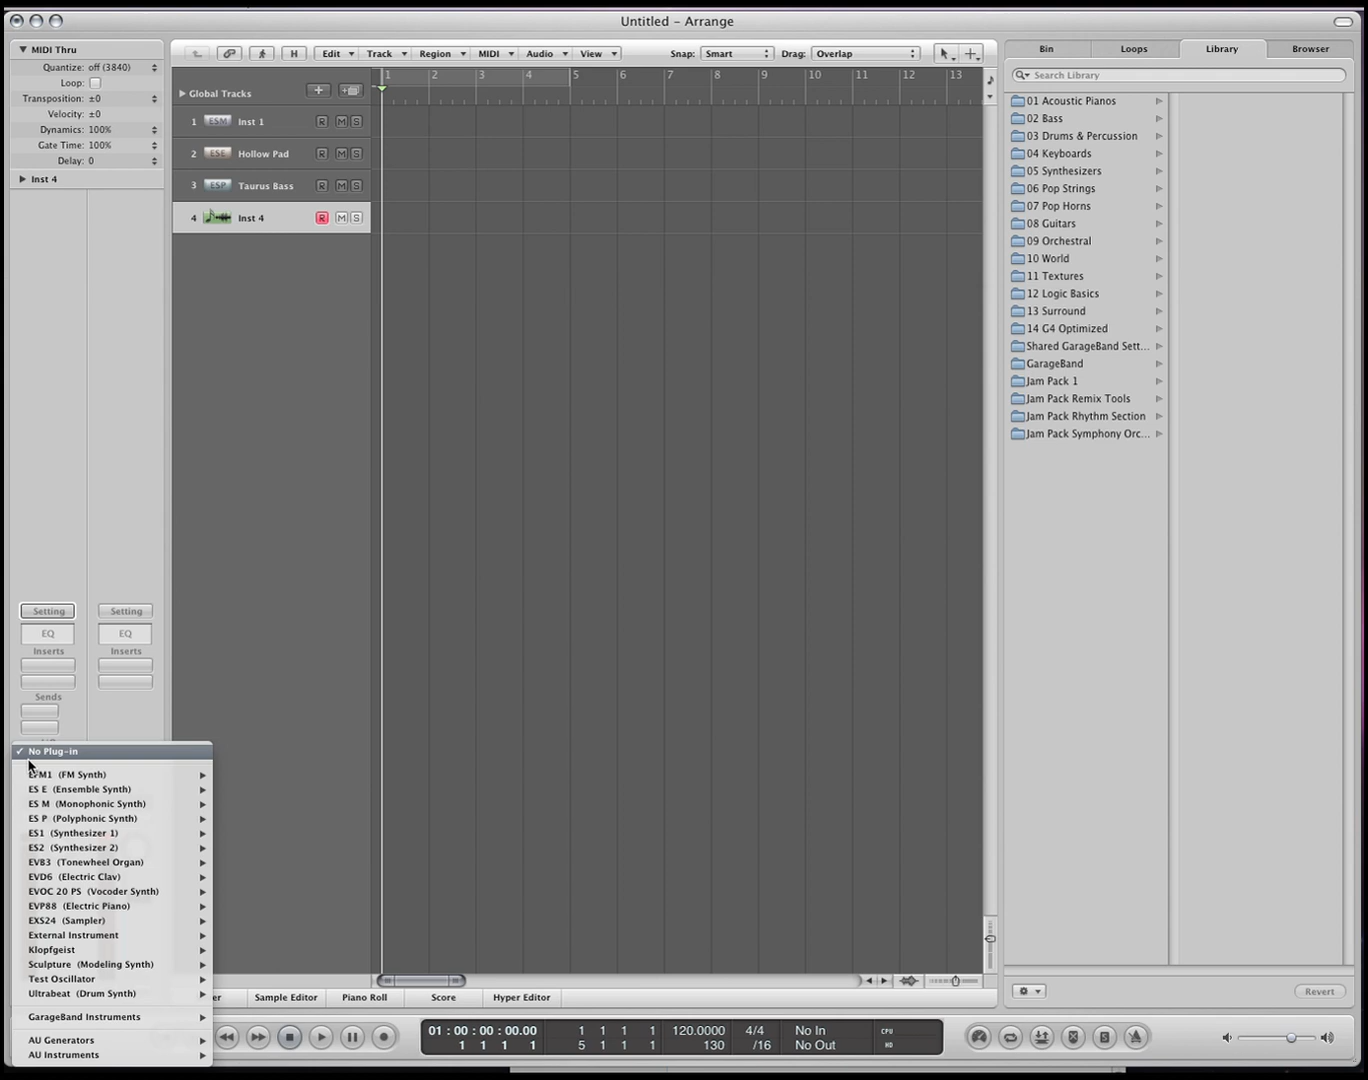 Untitled – Arrange
MIDI Thru
Quantize: off (3840)
Loop:
Transposition: ±0
Velocity: ±0
Dynamics: 100%
Gate Time: 100%
Delay: 0
Inst 4
H Edit Track Region MIDI Audio View Snap: Smart Drag: Overlap
1 2 3 4 5 6 7 8 9 10 11 12 13
Global Tracks
1 ESM Inst 1 R M S
2 ESE Hollow Pad R M S
3 ESP Taurus Bass R M S
4 Inst 4 R M S
Bin Loops Library Browser
Search Library
01 Acoustic Pianos
02 Bass
03 Drums & Percussion
04 Keyboards
05 Synthesizers
06 Pop Strings
07 Pop Horns
08 Guitars
09 Orchestral
10 World
11 Textures
12 Logic Basics
13 Surround
14 G4 Optimized
Shared GarageBand Sett...
GarageBand
Jam Pack 1
Jam Pack Remix Tools
Jam Pack Rhythm Section
Jam Pack Symphony Orc...
Revert
Setting Setting
EQ EQ
Inserts Inserts
Sends
✓ No Plug-in
EFM1 (FM Synth)
ES E (Ensemble Synth)
ES M (Monophonic Synth)
ES P (Polyphonic Synth)
ES1 (Synthesizer 1)
ES2 (Synthesizer 2)
EVB3 (Tonewheel Organ)
EVD6 (Electric Clav)
EVOC 20 PS (Vocoder Synth)
EVP88 (Electric Piano)
EXS24 (Sampler)
External Instrument
Klopfgeist
Sculpture (Modeling Synth)
Test Oscillator
Ultrabeat (Drum Synth)
GarageBand Instruments
AU Generators
AU Instruments
er Sample Editor Piano Roll Score Hyper Editor
01 : 00 : 00 : 00.00 1 1 1 1 120.0000 4/4 No In CPU
1 1 1 1 5 1 1 1 130 /16 No Out HD
S